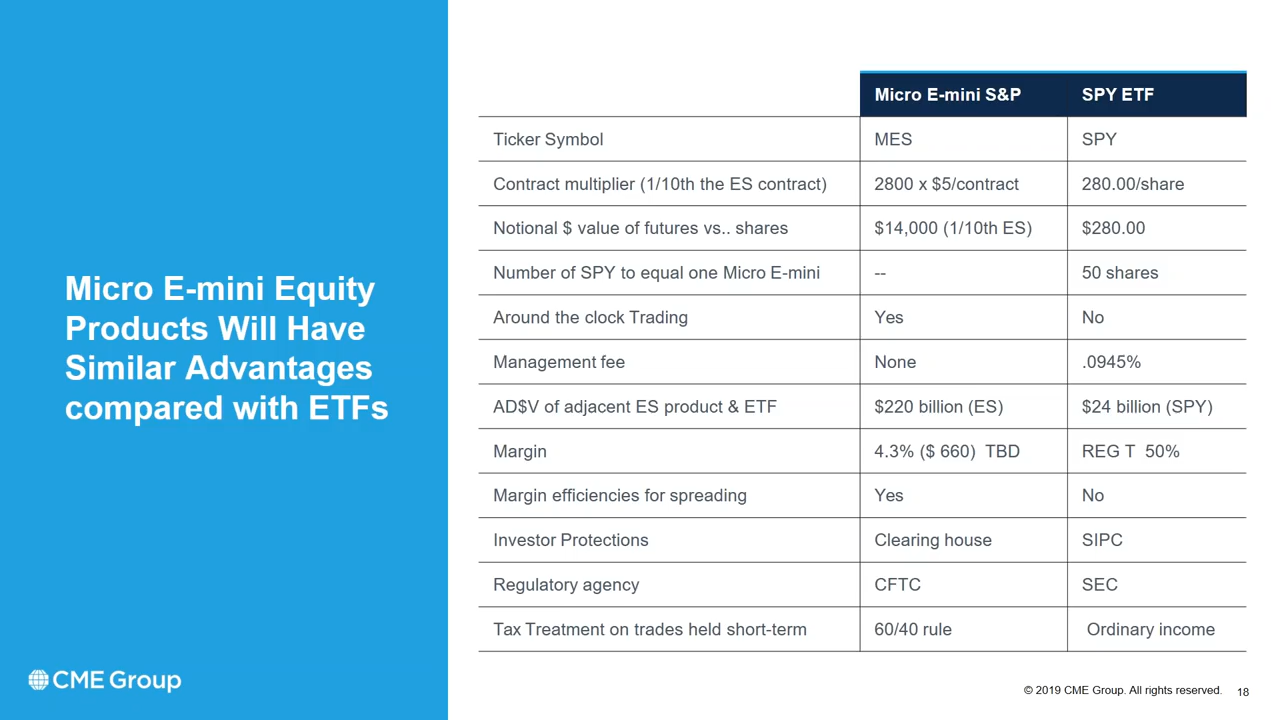 Micro E-mini Equity
Products Will Have
Similar Advantages
compared with ETFs
CME Group
Micro E-mini S&P SPY ETF
Ticker Symbol MES SPY
Contract multiplier (1/10th the ES contract) 2800 x $5/contract 280.00/share
Notional $ value of futures vs.. shares $14,000 (1/10th ES) $280.00
Number of SPY to equal one Micro E-mini -- 50 shares
Around the clock Trading Yes No
Management fee None .0945%
AD$V of adjacent ES product & ETF $220 billion (ES) $24 billion (SPY)
Margin 4.3% ($ 660) TBD REG T 50%
Margin efficiencies for spreading Yes No
Investor Protections Clearing house SIPC
Regulatory agency CFTC SEC
Tax Treatment on trades held short-term 60/40 rule Ordinary income
© 2019 CME Group. All rights reserved. 18